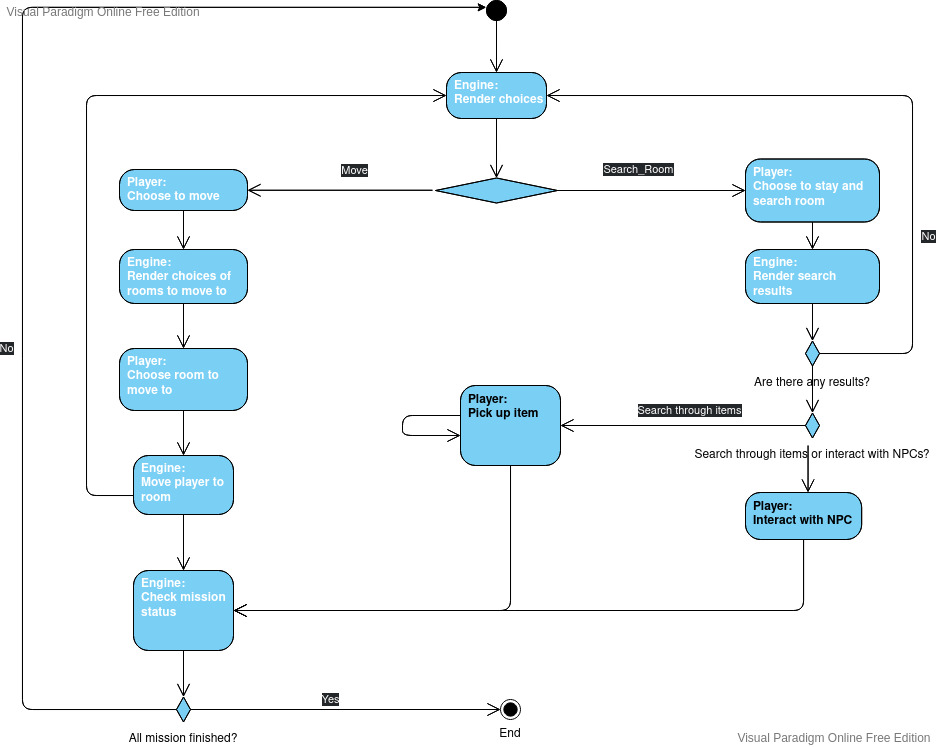 Visual Paradigm Online Free Edition
Engine:
Render choices
Move
Search_Room
Player:
Choose to move
Player:
Choose to stay and
search room
No
Engine:
Render choices of
rooms to move to
Engine:
Render search
results
No
Player:
Choose room to
move to
Are there any results?
Player:
Pick up item
Search through items
Search through items or interact with NPCs?
Engine:
Move player to
room
Player:
Interact with NPC
Engine:
Check mission
status
Yes
All mission finished?
End
Visual Paradigm Online Free Edition